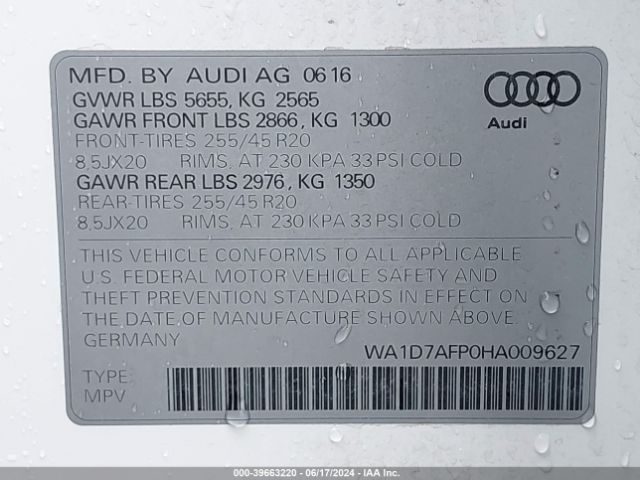 MFD. BY AUDI AG 0616
GVWR LBS 5655, KG 2565
GAWR FRONT LBS 2866, KG 1300
FRONT-TIRES 255/45 R20
8,5JX20 RIMS, AT 230 KPA 33 PSI COLD
GAWR REAR LBS 2976, KG 1350
REAR-TIRES 255/45 R20
8,5JX20 RIMS, AT 230 KPA 33 PSI COLD
Audi
THIS VEHICLE CONFORMS TO ALL APPLICABLE
U.S. FEDERAL MOTOR VEHICLE SAFETY AND
THEFT PREVENTION STANDARDS IN EFFECT ON
THE DATE OF MANUFACTURE SHOWN ABOVE.
GERMANY
WA1D7AFP0HA009627
TYPE:
MPV
000-39663220 - 06/17/2024 - IAA Inc.